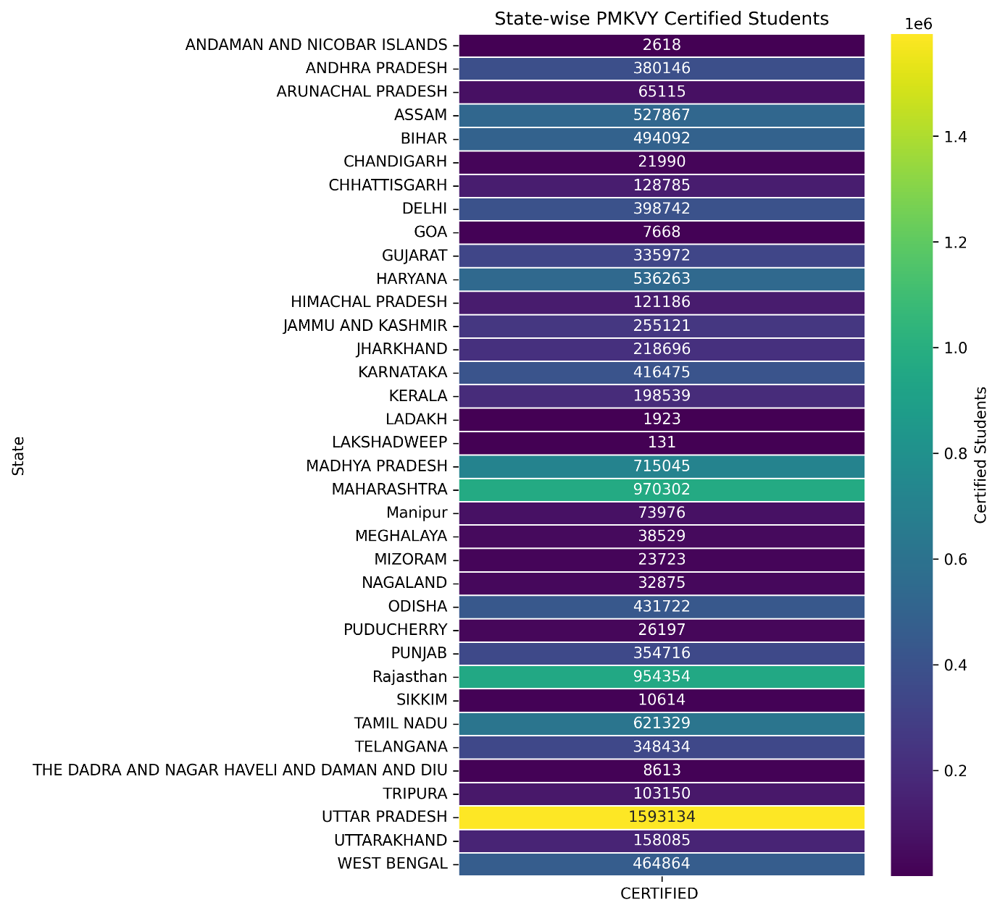 State-wise PMKVY Certified Students
1e6
ANDAMAN AND NICOBAR ISLANDS 2618
ANDHRA PRADESH 380146
ARUNACHAL PRADESH 65115
ASSAM 527867
BIHAR 494092
CHANDIGARH 21990
CHHATTISGARH 128785
DELHI 398742
GOA 7668
GUJARAT 335972
HARYANA 536263
HIMACHAL PRADESH 121186
JAMMU AND KASHMIR 255121
JHARKHAND 218696
KARNATAKA 416475
KERALA 198539
LADAKH 1923
LAKSHADWEEP 131
MADHYA PRADESH 715045
MAHARASHTRA 970302
Manipur 73976
MEGHALAYA 38529
MIZORAM 23723
NAGALAND 32875
ODISHA 431722
PUDUCHERRY 26197
PUNJAB 354716
Rajasthan 954354
SIKKIM 10614
TAMIL NADU 621329
TELANGANA 348434
THE DADRA AND NAGAR HAVELI AND DAMAN AND DIU 8613
TRIPURA 103150
UTTAR PRADESH 1593134
UTTARAKHAND 158085
WEST BENGAL 464864
CERTIFIED
State
1.4
1.2
1.0
0.8
0.6
0.4
0.2
Certified Students